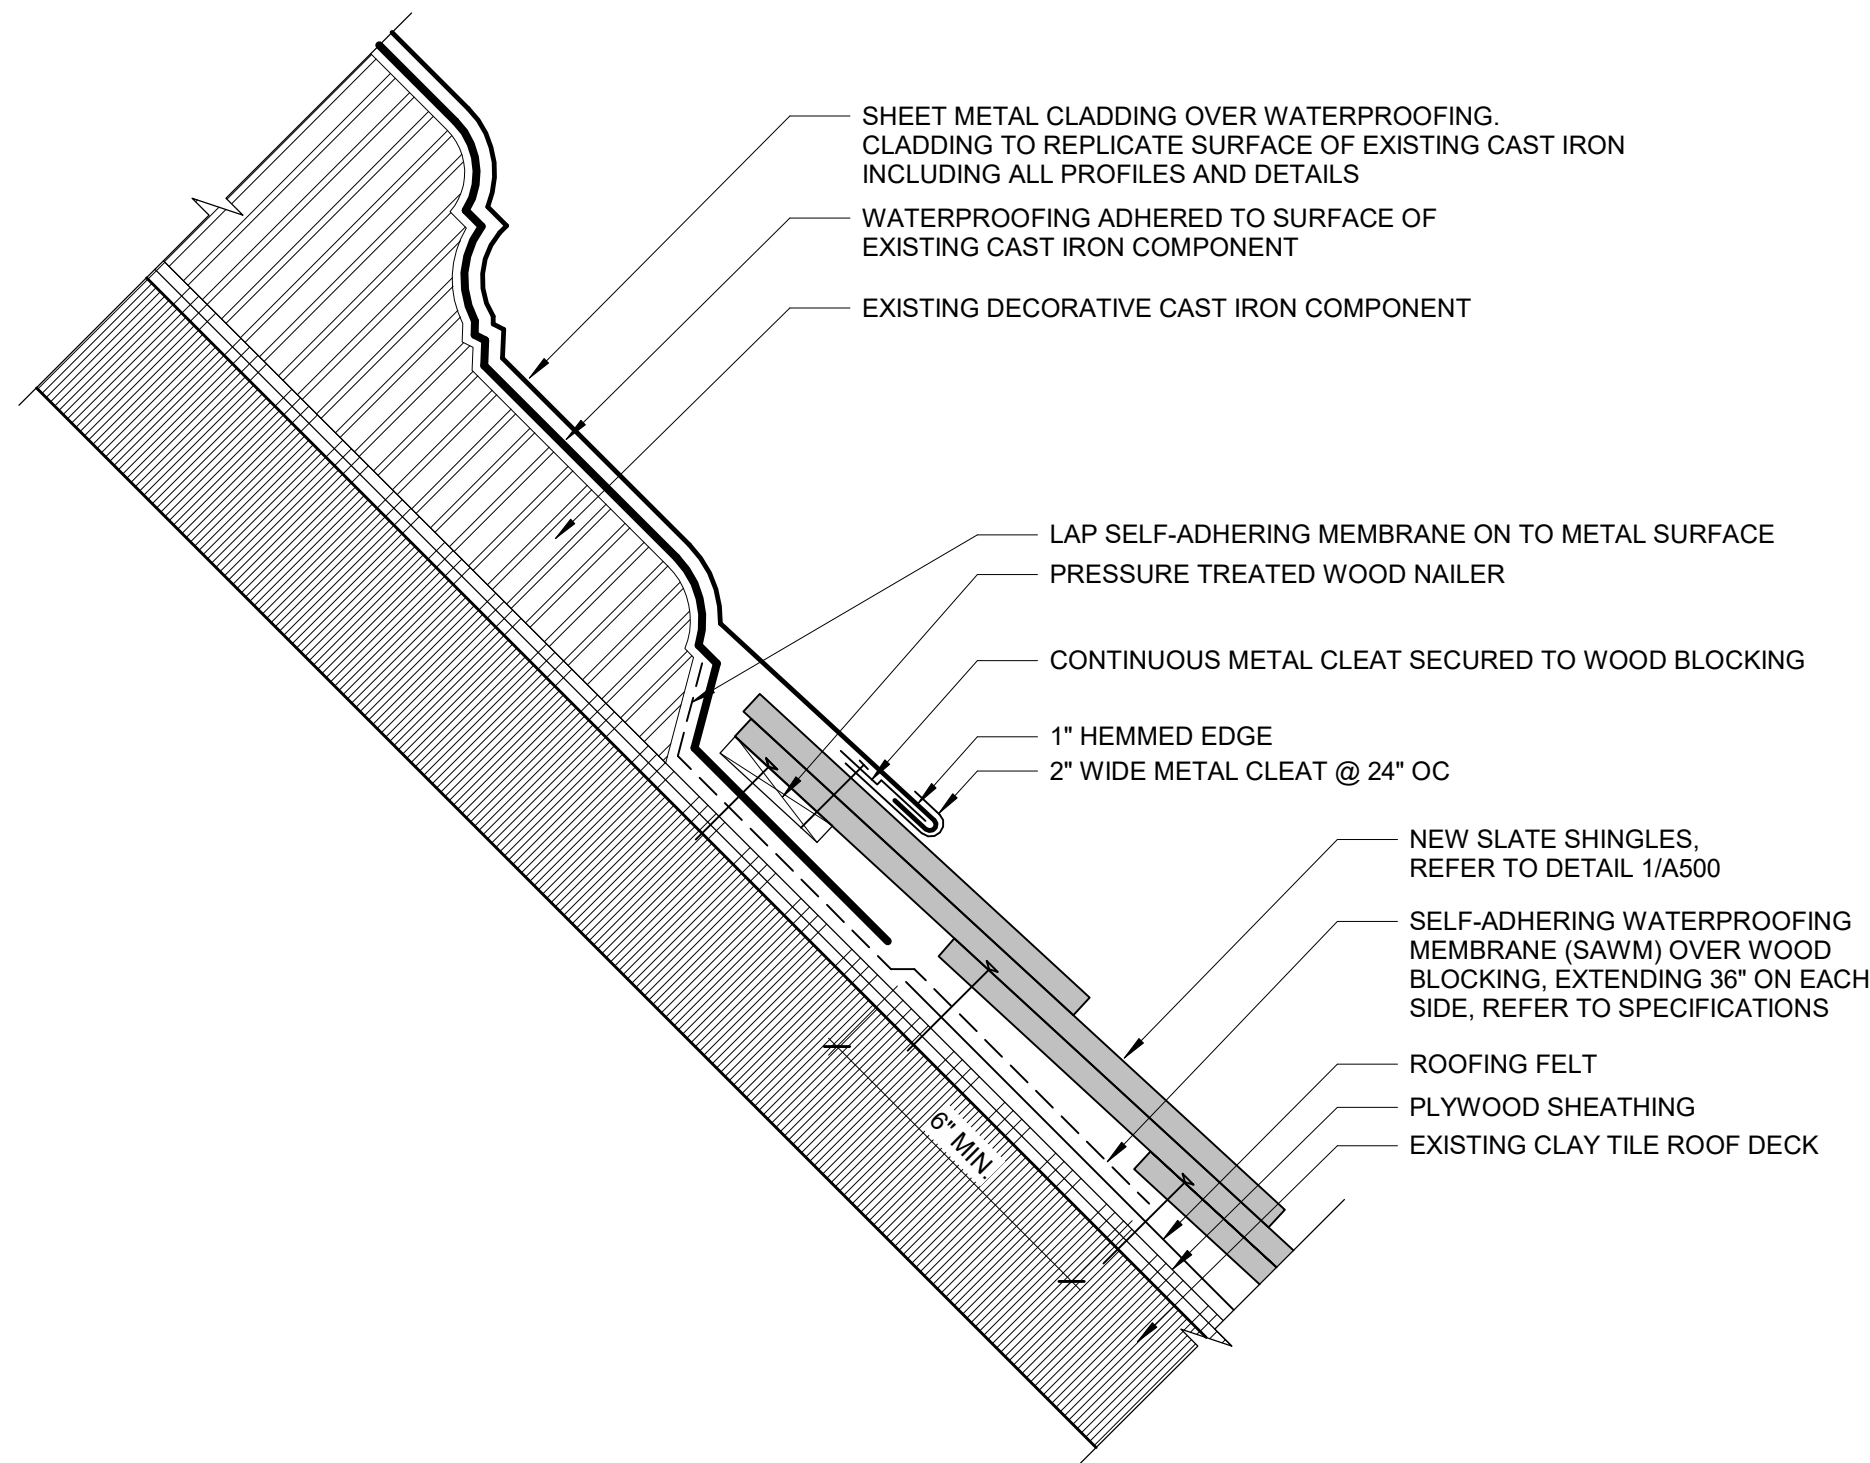 SHEET METAL CLADDING OVER WATERPROOFING.
CLADDING TO REPLICATE SURFACE OF EXISTING CAST IRON
INCLUDING ALL PROFILES AND DETAILS
WATERPROOFING ADHERED TO SURFACE OF
EXISTING CAST IRON COMPONENT
EXISTING DECORATIVE CAST IRON COMPONENT
LAP SELF-ADHERING MEMBRANE ON TO METAL SURFACE
PRESSURE TREATED WOOD NAILER
CONTINUOUS METAL CLEAT SECURED TO WOOD BLOCKING
1" HEMMED EDGE
2" WIDE METAL CLEAT @ 24" OC
NEW SLATE SHINGLES,
REFER TO DETAIL 1/A500
SELF-ADHERING WATERPROOFING
MEMBRANE (SAWM) OVER WOOD
BLOCKING, EXTENDING 36" ON EACH
SIDE, REFER TO SPECIFICATIONS
ROOFING FELT
PLYWOOD SHEATHING
EXISTING CLAY TILE ROOF DECK
6" MIN.